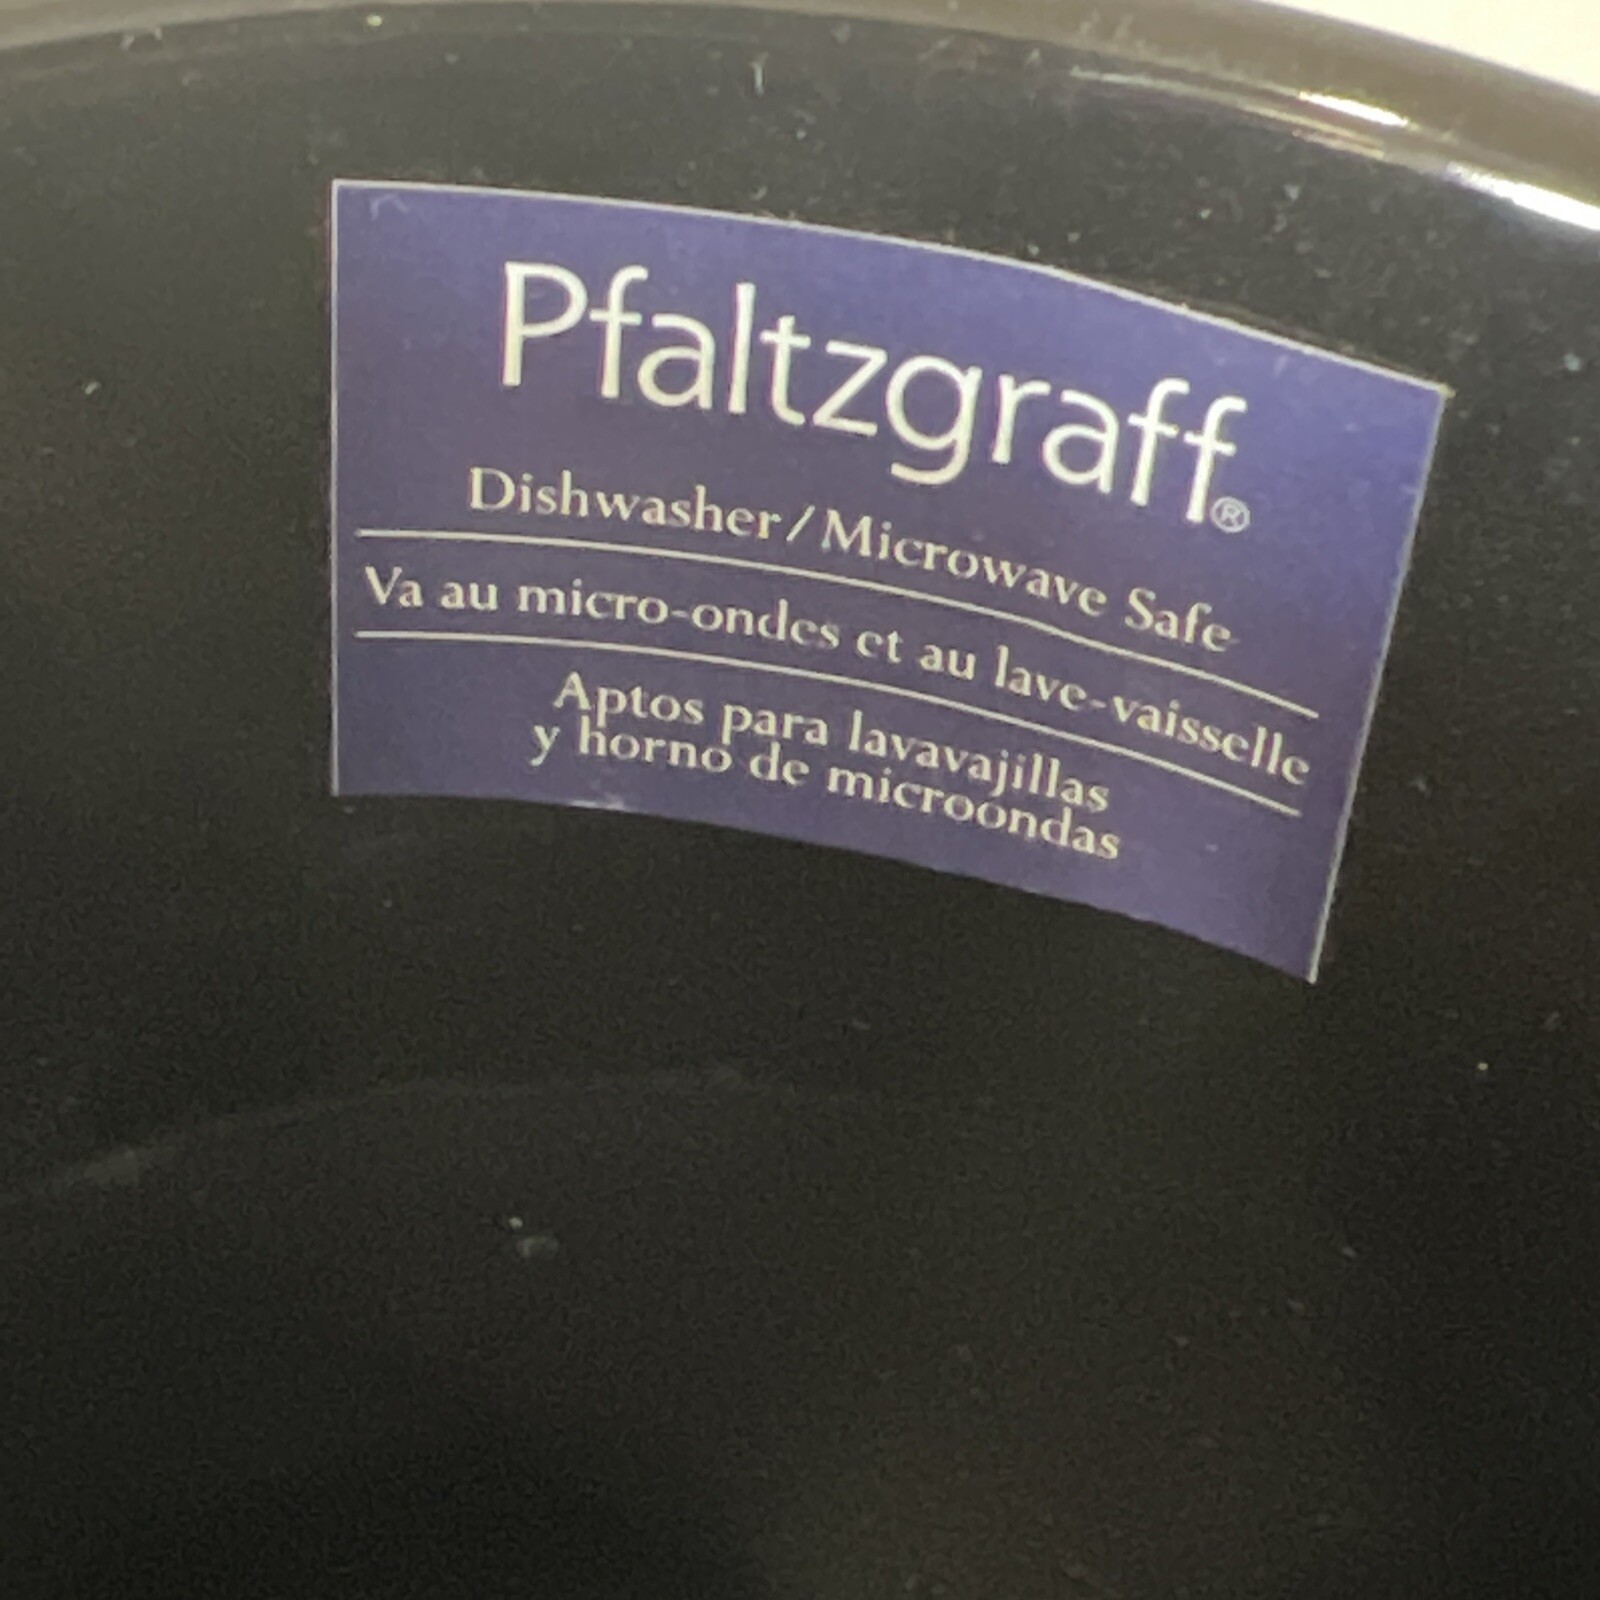 Pfaltzgraff®
Dishwasher/Microwave Safe
Va au micro-ondes et au lave-vaisselle
Aptos para lavavajillas
y horno de microondas